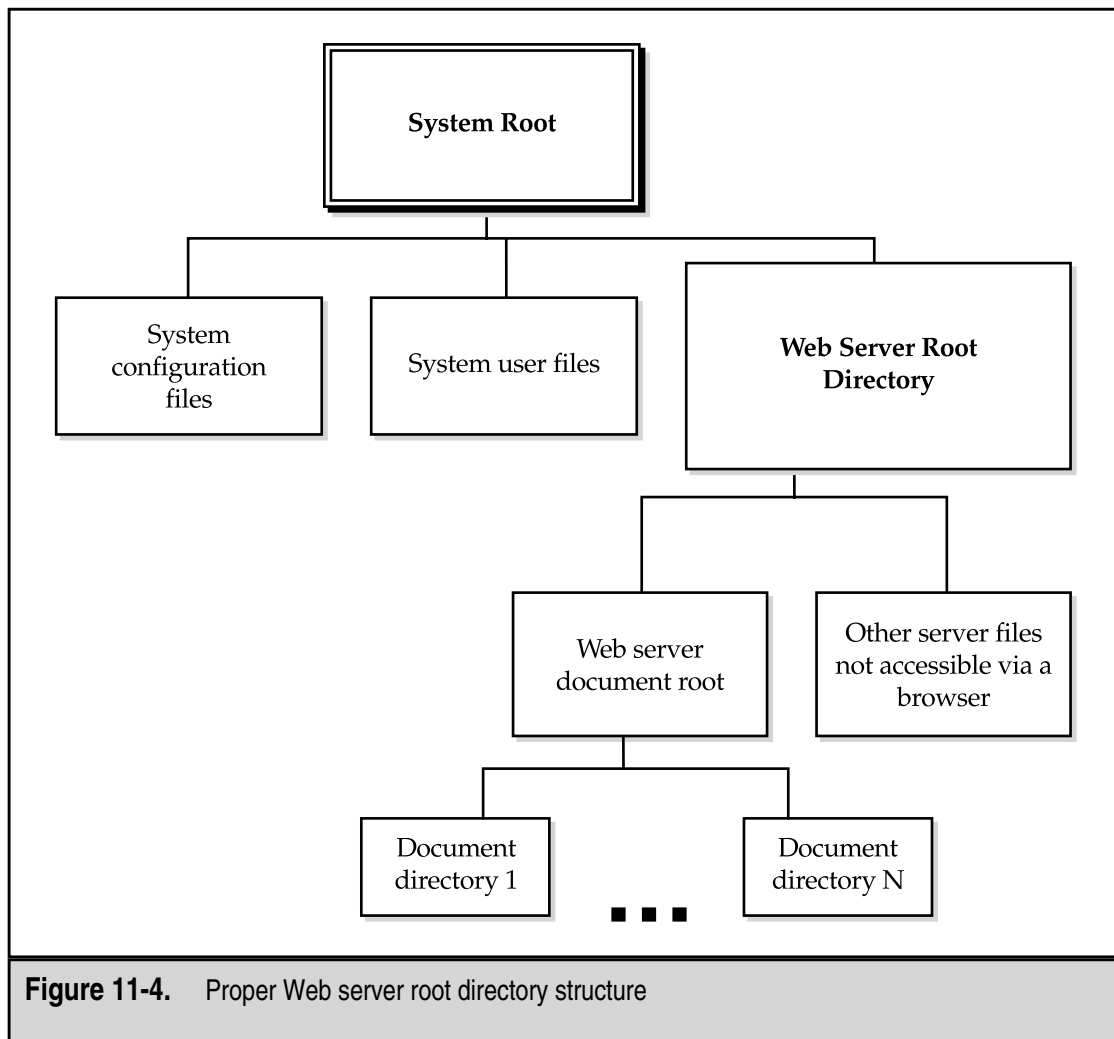 System Root
System
configuration
files
System user files
Web Server Root
Directory
Web server
document root
Other server files
not accessible via a
browser
Document
directory 1
Document
directory N
Figure 11-4. Proper Web server root directory structure